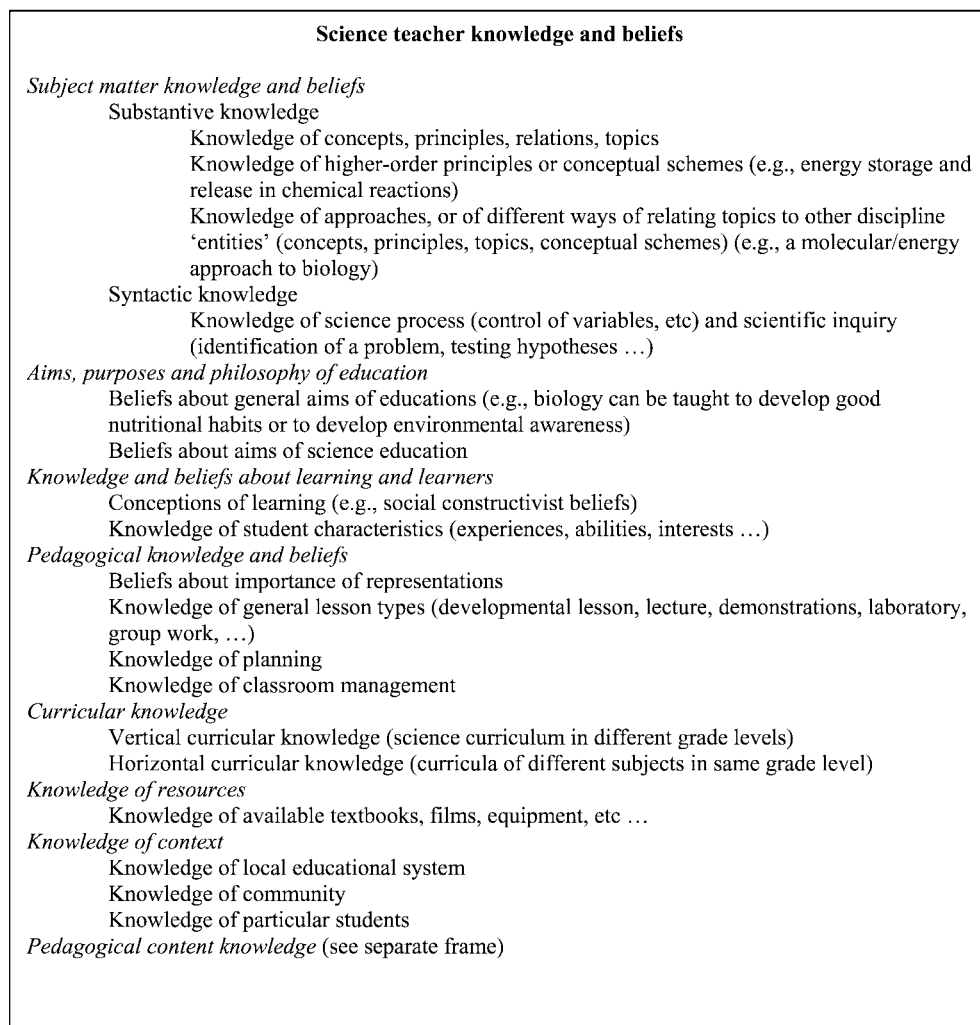 Science teacher knowledge and beliefs
Subject matter knowledge and beliefs
Substantive knowledge
Knowledge of concepts, principles, relations, topics
Knowledge of higher-order principles or conceptual schemes (e.g., energy storage and
release in chemical reactions)
Knowledge of approaches, or of different ways of relating topics to other discipline
‘entities’ (concepts, principles, topics, conceptual schemes) (e.g., a molecular/energy
approach to biology)
Syntactic knowledge
Knowledge of science process (control of variables, etc) and scientific inquiry
(identification of a problem, testing hypotheses …)
Aims, purposes and philosophy of education
Beliefs about general aims of educations (e.g., biology can be taught to develop good
nutritional habits or to develop environmental awareness)
Beliefs about aims of science education
Knowledge and beliefs about learning and learners
Conceptions of learning (e.g., social constructivist beliefs)
Knowledge of student characteristics (experiences, abilities, interests …)
Pedagogical knowledge and beliefs
Beliefs about importance of representations
Knowledge of general lesson types (developmental lesson, lecture, demonstrations, laboratory,
group work, …)
Knowledge of planning
Knowledge of classroom management
Curricular knowledge
Vertical curricular knowledge (science curriculum in different grade levels)
Horizontal curricular knowledge (curricula of different subjects in same grade level)
Knowledge of resources
Knowledge of available textbooks, films, equipment, etc …
Knowledge of context
Knowledge of local educational system
Knowledge of community
Knowledge of particular students
Pedagogical content knowledge (see separate frame)